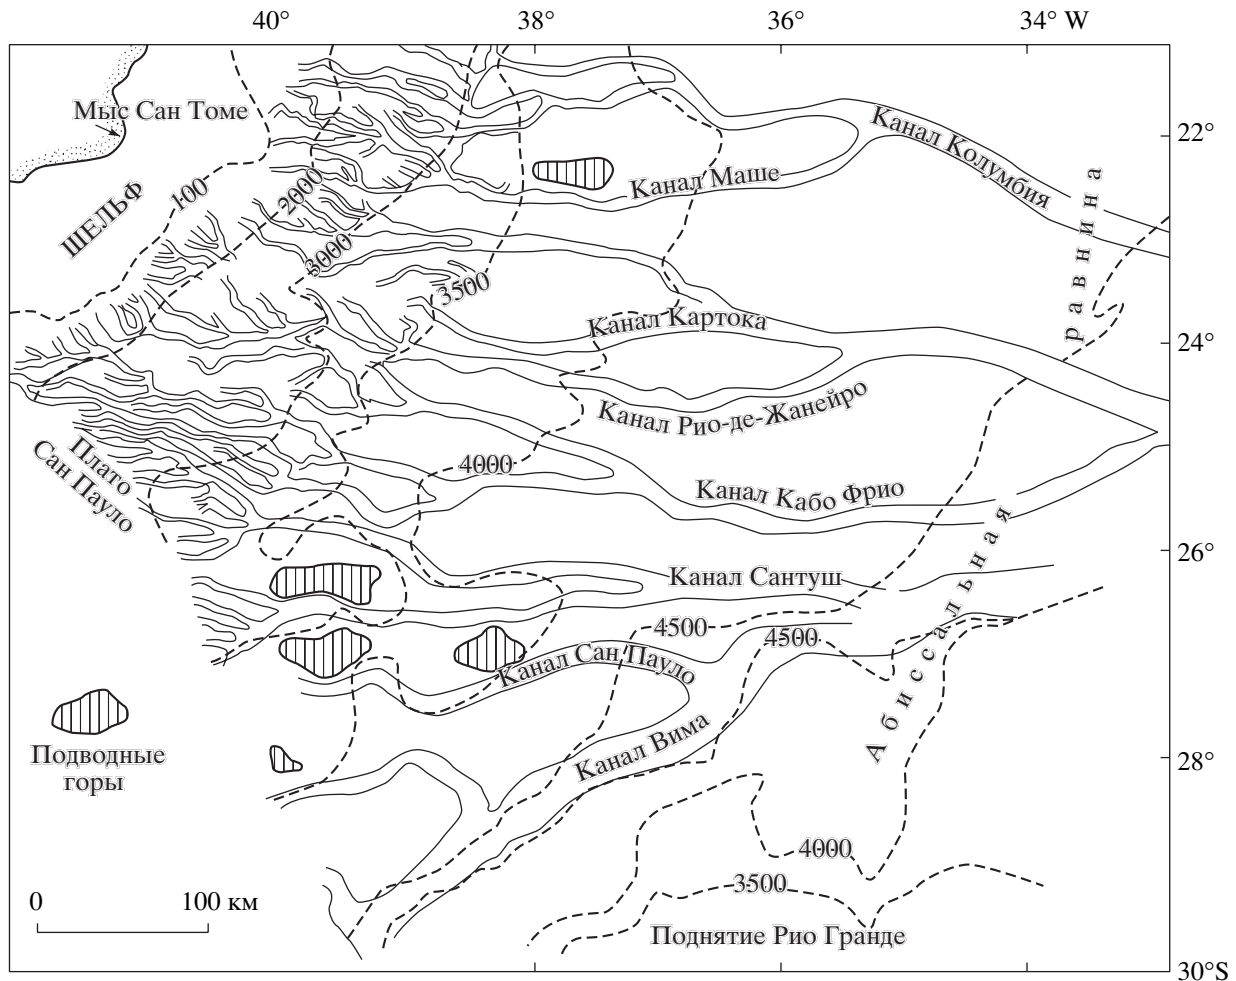 40°
38°
36°
34° W
Мыс Сан Томе
22°
Канал Колумбия
Канал Маше
ШЕЛЬФ
100
2000
3000
3500
равнина
Канал Картока
24°
Канал Рио-де-Жанейро
Плато
Сан Пауло
4000
Канал Кабо Фрио
26°
Канал Сантуш
Абиссальная
4500
4500
Канал Сан Пауло
Канал Вима
Подводные
горы
28°
4000
3500
0
100 км
Поднятие Рио Гранде
30°S